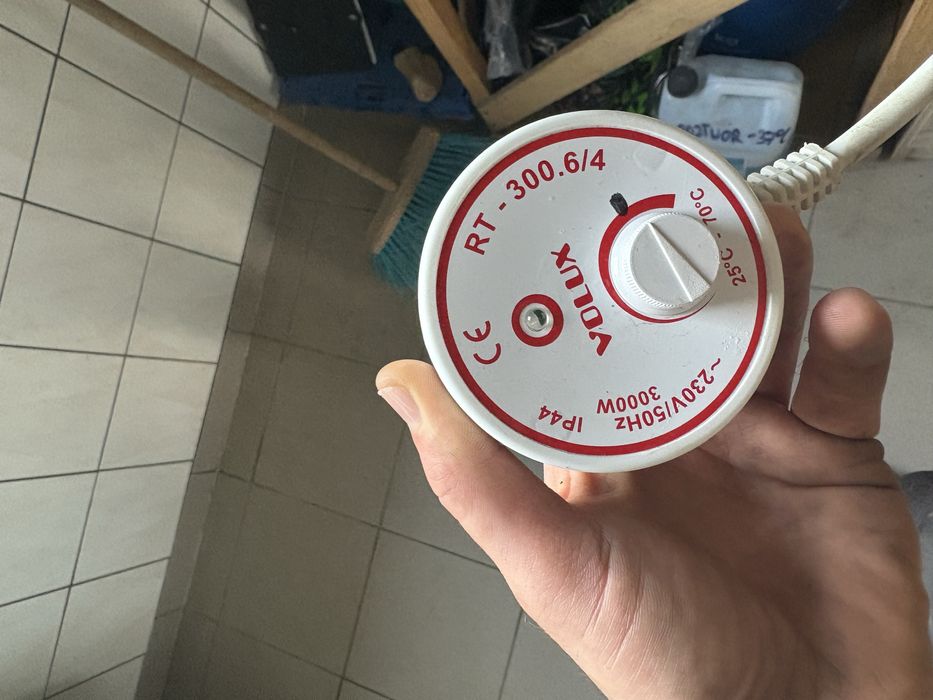 RT - 300.6/4
25°C - 70°C
VOLUX
CE
~230V/50Hz
3000W
IP44